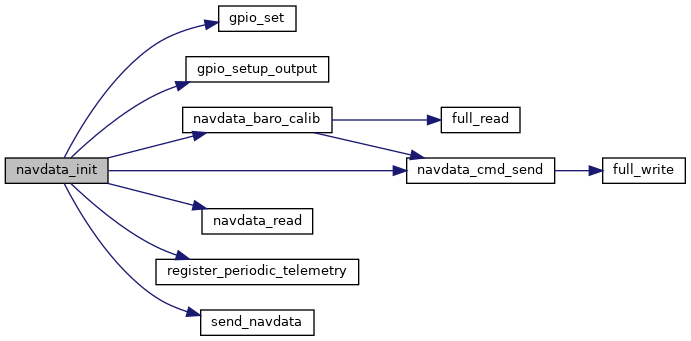 gpio_set
gpio_setup_output
navdata_baro_calib
full_read
navdata_init
navdata_cmd_send
full_write
navdata_read
register_periodic_telemetry
send_navdata